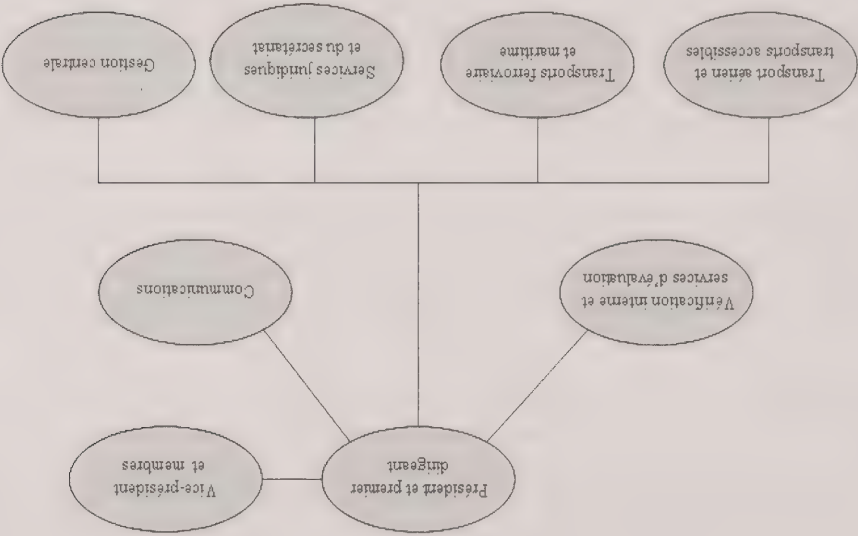 Président et premier
dirigeant
Vice-président
et membres
Vérification interne et
services d'évaluation
Communications
Transport aérien et
transports accessibles
Transports ferroviaire
et maritime
Services juridiques
et du secrétariat
Gestion centrale